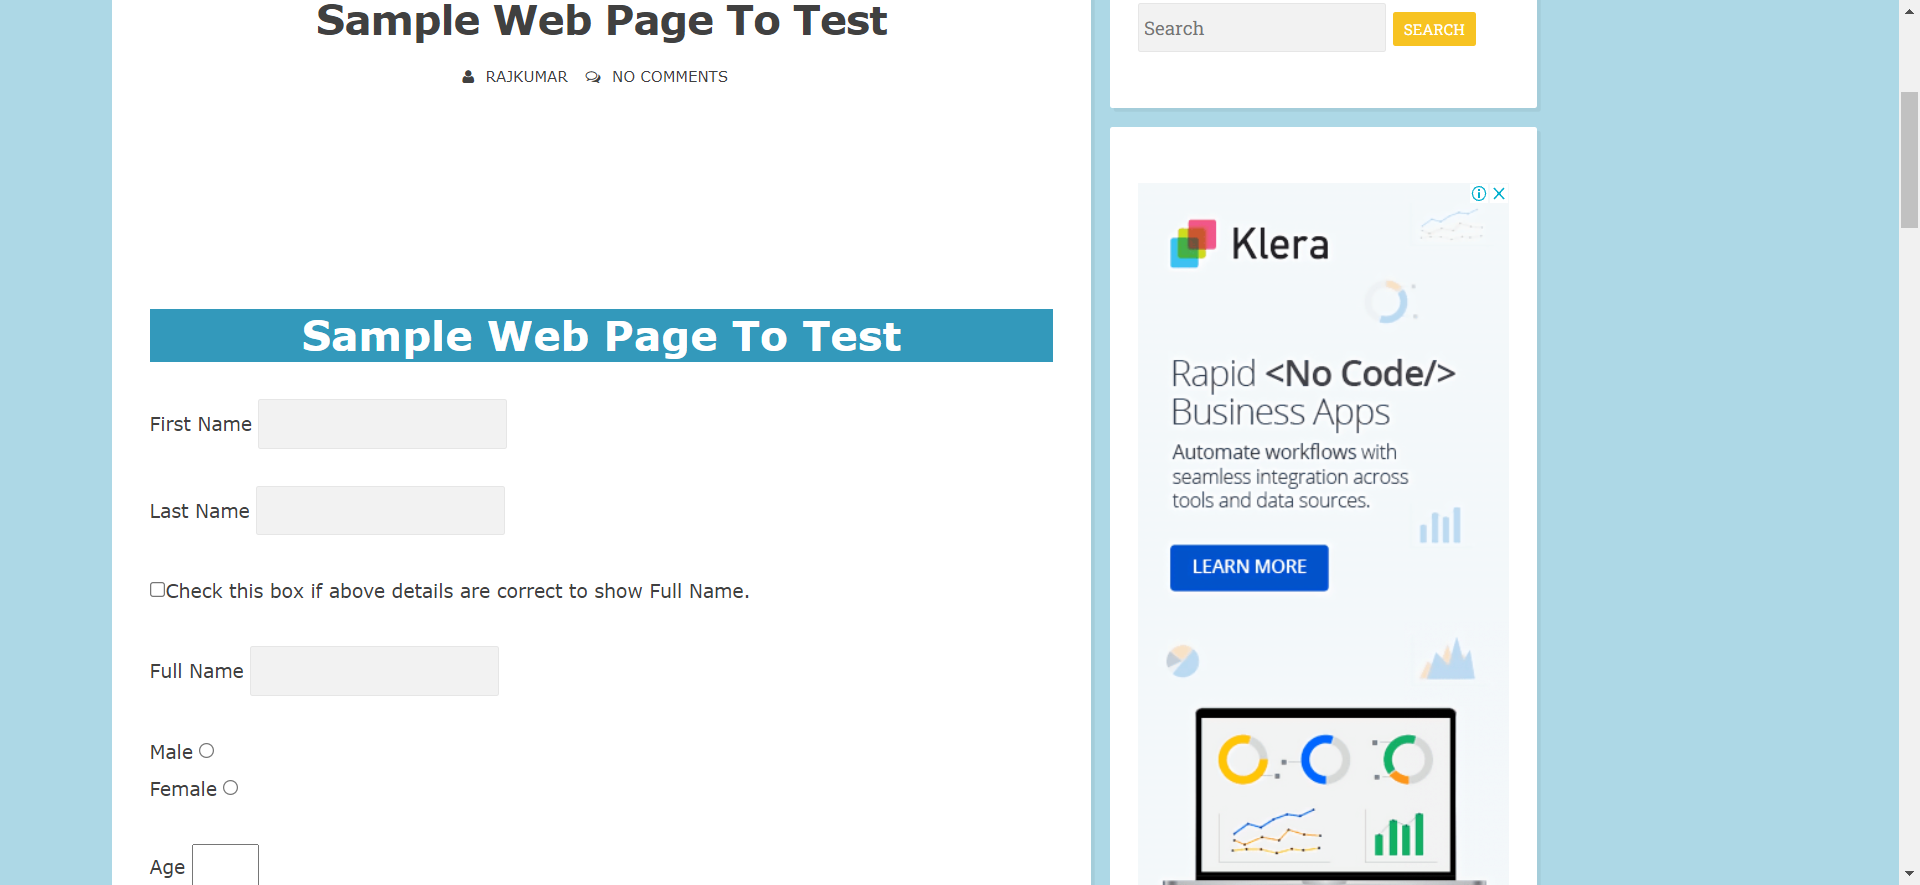 Sample Web Page To Test
RAJKUMAR NO COMMENTS
Sample Web Page To Test
First Name
Last Name
Check this box if above details are correct to show Full Name.
Full Name
Male
Female
Age
Search SEARCH
Klera
Rapid <No Code/>
Business Apps
Automate workflows with
seamless integration across
tools and data sources.
LEARN MORE